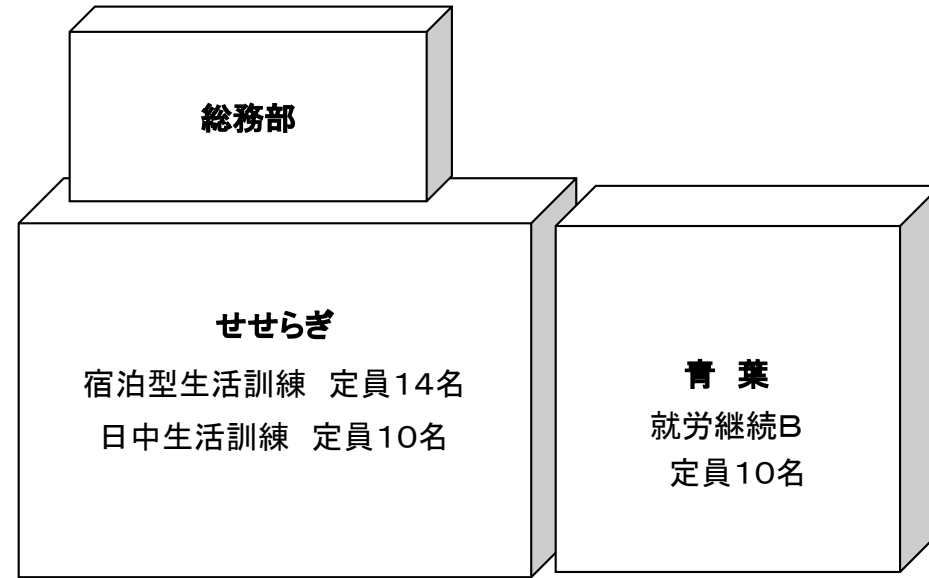 総務部
せせらぎ
宿泊型生活訓練　定員14名
日中生活訓練　定員10名
青　葉
就労継続B
定員10名